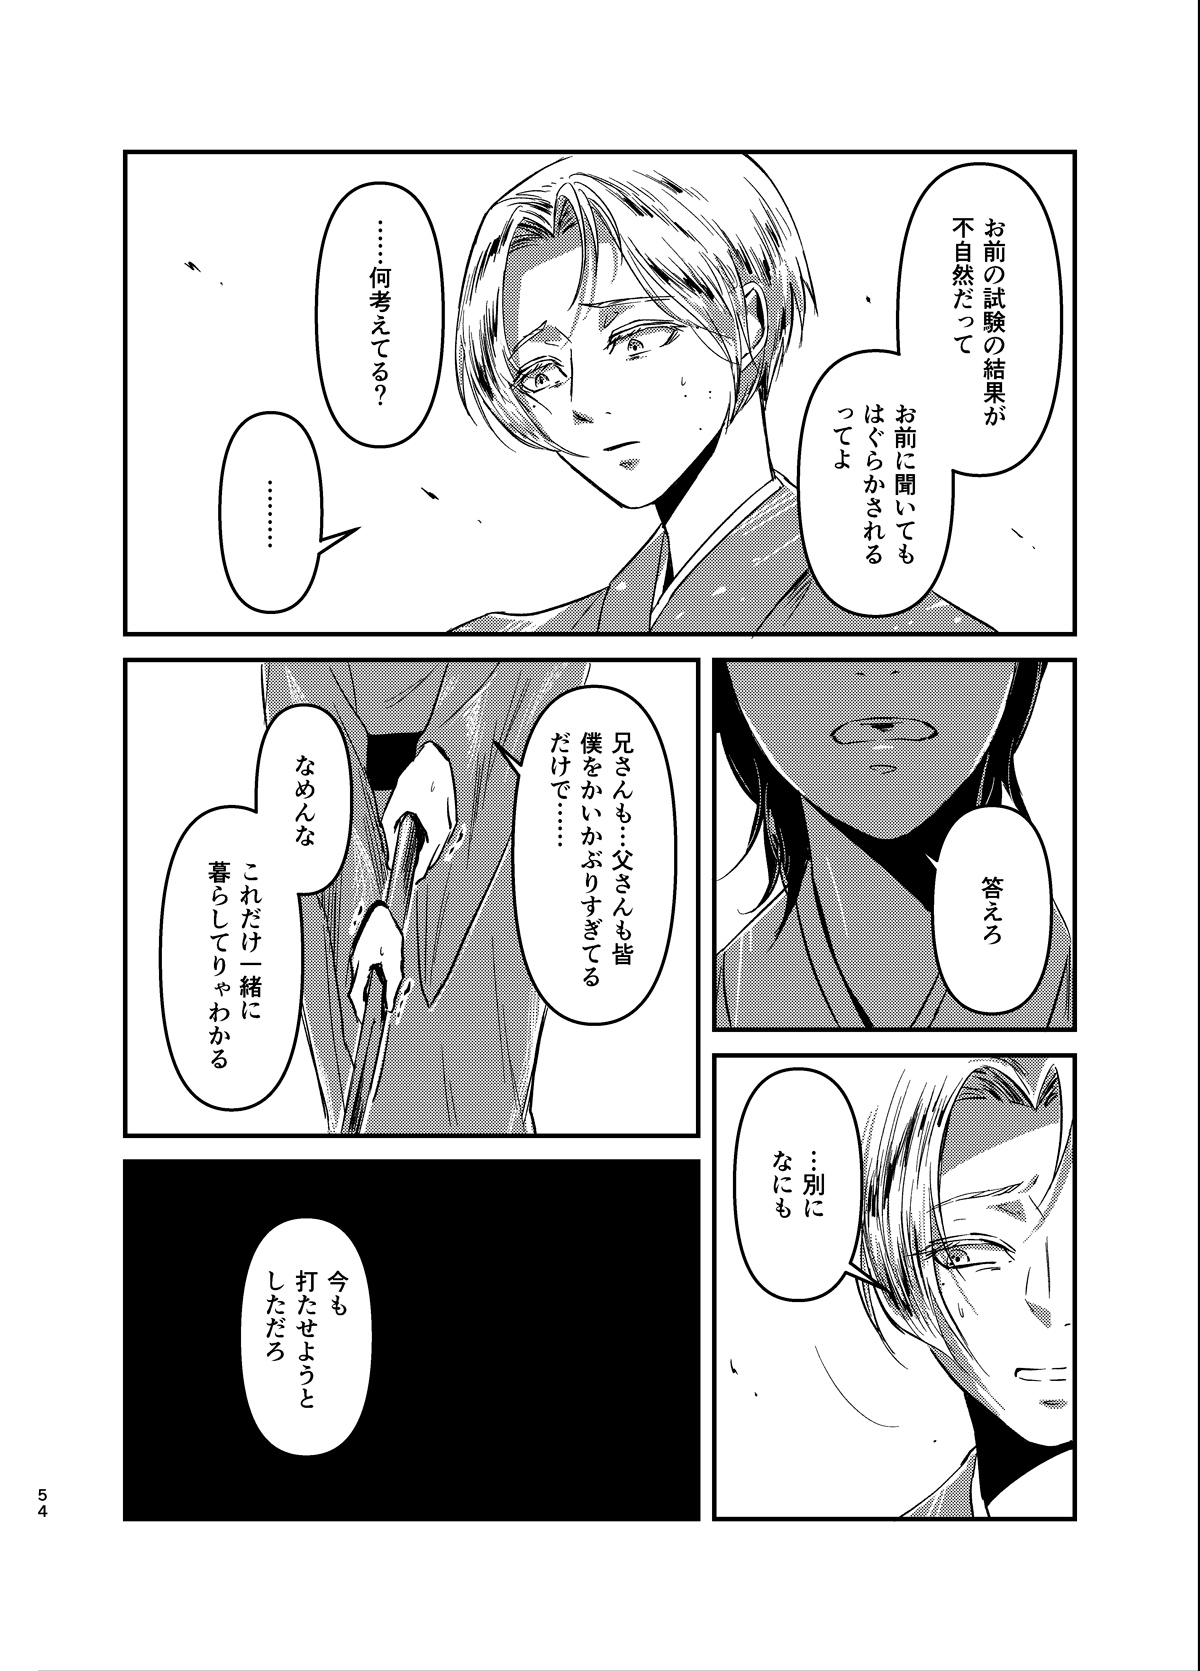 お前の試験の結果が
不自然だって
お前に聞いても
はぐらかされる
ってよ
……何考えてる?
………
答えろ
…別に
なにも
兄さんも…父さんも皆
僕をかいかぶりすぎてる
だけで……
なめんな
これだけ一緒に
暮らしてりゃわかる
今も
打たせようと
しただろ
54